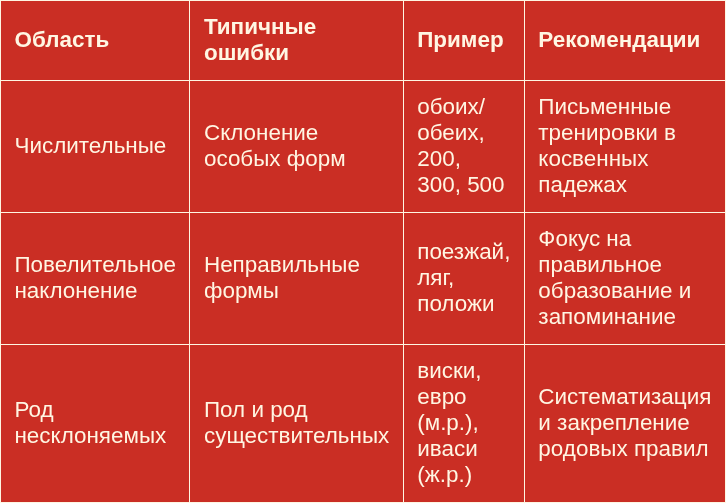 Область
Типичные
ошибки
Пример
Рекомендации
Числительные
Склонение
особых форм
обоих/
обеих,
200,
300, 500
Письменные
тренировки в
косвенных
падежах
Повелительное
наклонение
Неправильные
формы
поезжай,
ляг,
положи
Фокус на
правильное
образование и
запоминание
Род
несклоняемых
Пол и род
существительных
виски,
евро
(м.р.),
иваси
(ж.р.)
Систематизация
и закрепление
родовых правил